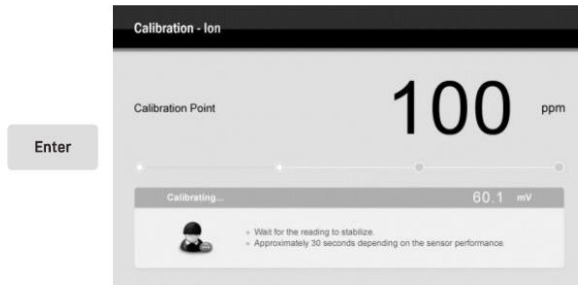 Calibration - Ion
Calibration Point
100 ppm
Enter
Calibrating... 60.1 mV
Wait for the reading to stabilize.
Approximately 30 seconds depending on the sensor performance.